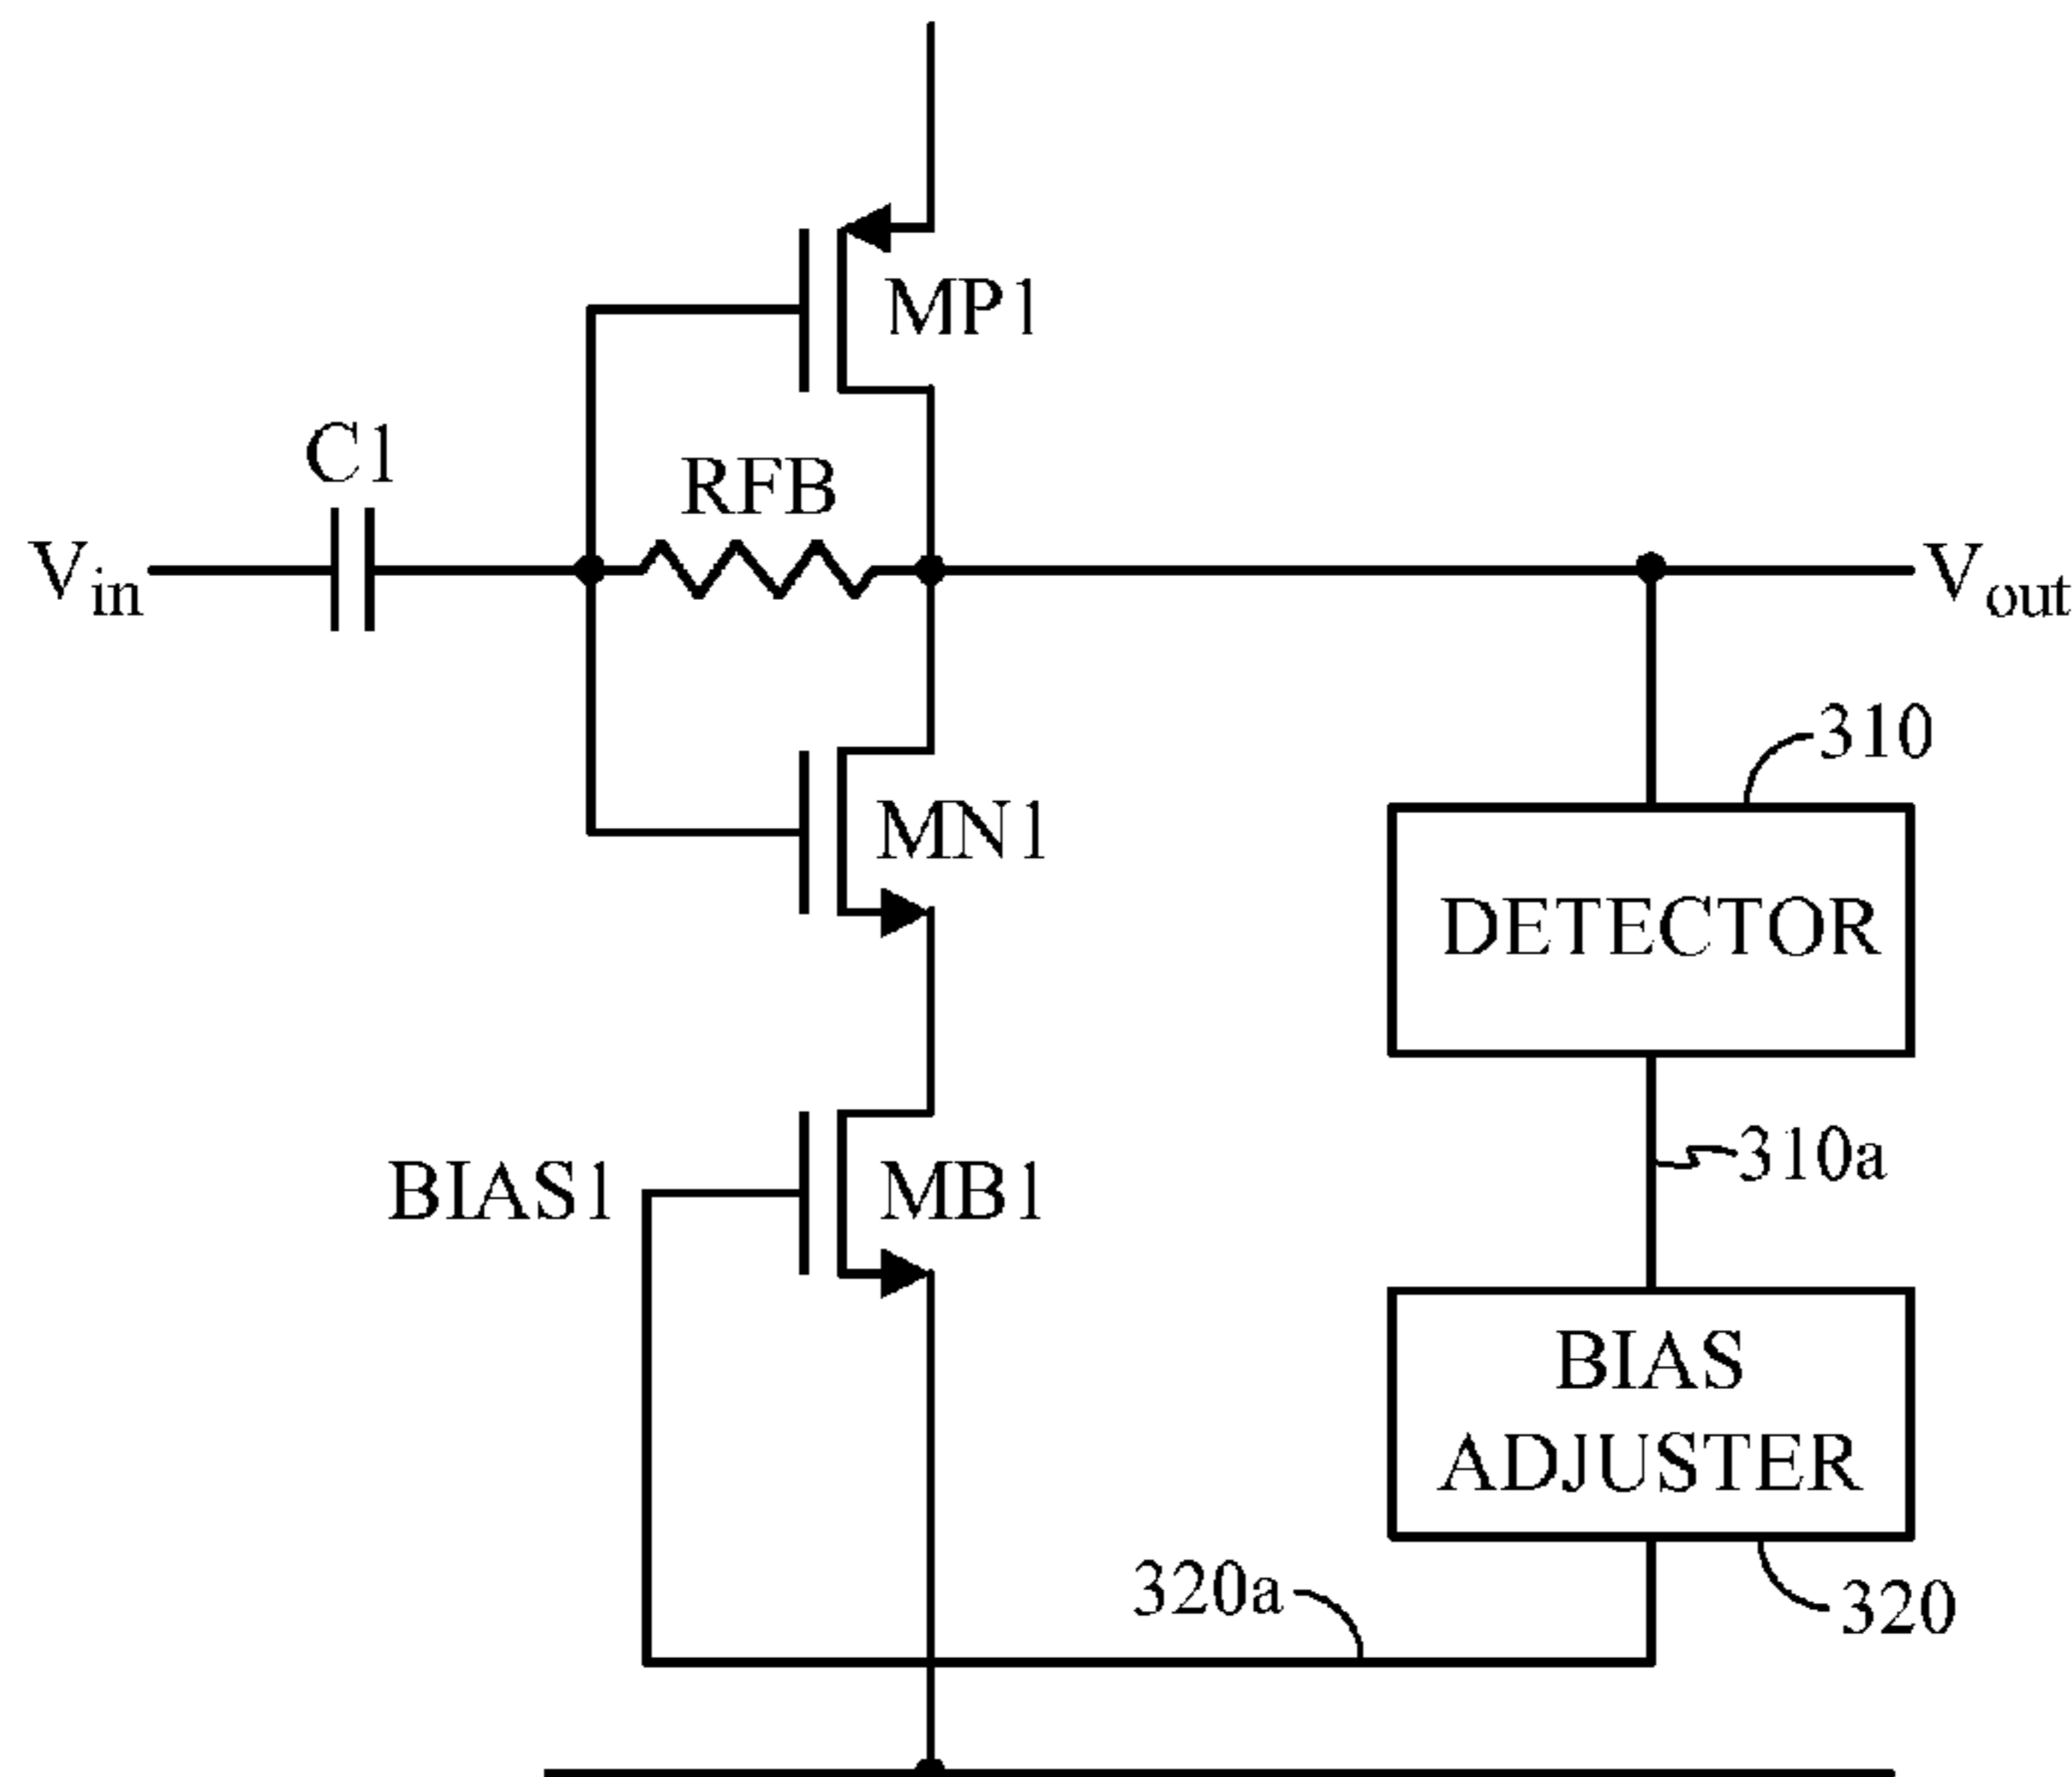 MP1
C1
RFB
Vin
Vout
310
MN1
DETECTOR
310a
BIAS1
MB1
BIAS
ADJUSTER
320a
320